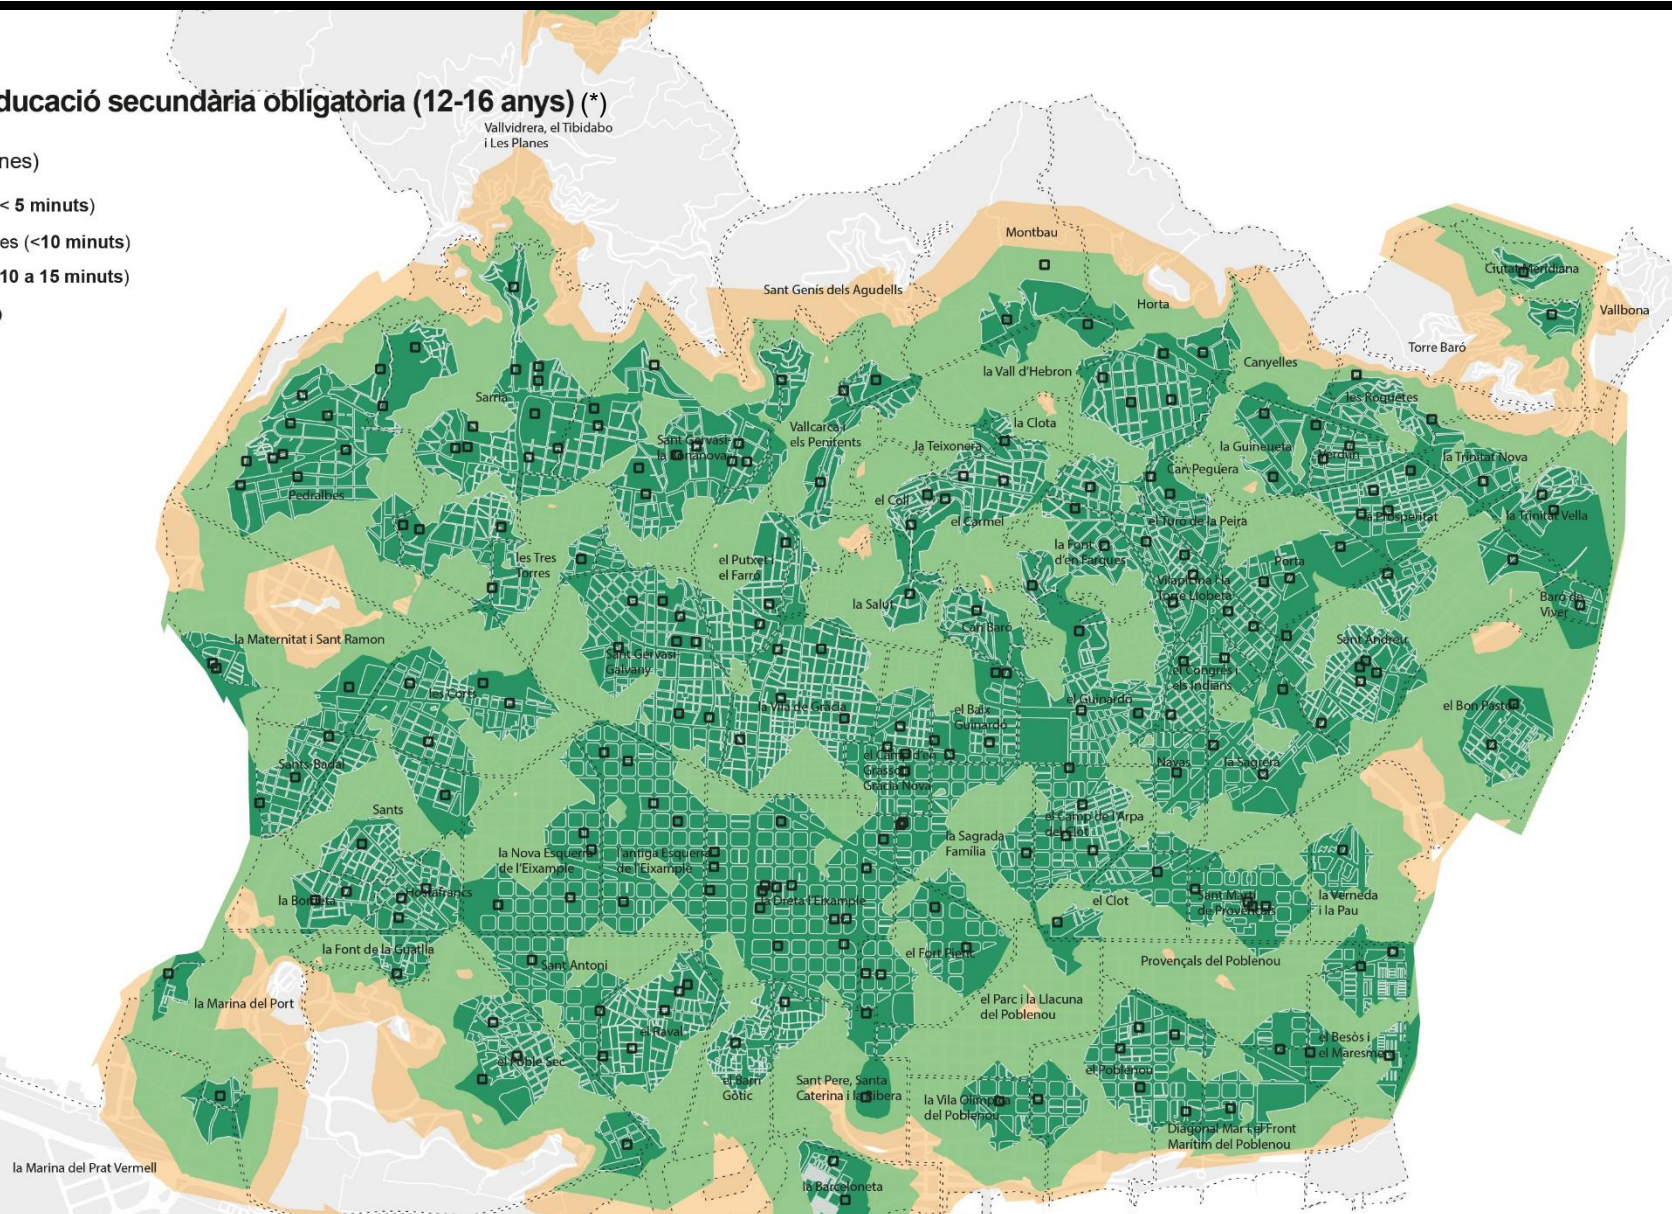 ducació secundària obligatòria (12-16 anys) (*)
nes)
< 5 minuts)
es (<10 minuts)
10 a 15 minuts)
)
Vallvidrera, el Tibidabo
i Les Planes
Montbau
Sant Genís dels Agudells
Horta
Ciutat Meridiana
Vallbona
Torre Baró
la Vall d'Hebron
Canyelles
Sarrià
les Roquetes
Vallcarca i
els Penitents
la Clota
Sant Gervasi-
la Bonanova
la Teixonera
la Guineueta
Verdun
la Trinitat Nova
Can Peguera
Pedralbes
el Coll
el Carmel
el Turó de la Peira
la Prosperitat
la Trinitat Vella
les Tres
Torres
el Putxet i
el Farró
la Font
d'en Fargues
Porta
Vilapicina i la
Torre Llobeta
la Salut
Baró de
Viver
Can Baró
la Maternitat i Sant Ramon
Sant Andreu
Sant Gervasi-
Galvany
el Congrés i
els Indians
les Corts
la Vila de Gràcia
el Baix
Guinardó
el Guinardó
el Bon Pastor
Sants-Badal
el Camp d'en
Grassot i
Gràcia Nova
Navas
la Sagrera
Sants
la Nova Esquerra
de l'Eixample
l'antiga Esquerra
de l'Eixample
la Sagrada
Família
el Camp de l'Arpa
del Clot
la Bordeta
Hostafrancs
la Dreta l'Eixample
el Clot
Sant Martí
de Provençals
la Verneda
i la Pau
la Font de la Guatlla
Sant Antoni
el Fort Pienc
Provençals del Poblenou
la Marina del Port
el Parc i la Llacuna
del Poblenou
el Raval
el Besòs i
el Maresme
el Poble Sec
el Poblenou
el Barri
Gòtic
Sant Pere, Santa
Caterina i la Ribera
la Vila Olímpica
del Poblenou
Diagonal Mar i el Front
Marítim del Poblenou
la Marina del Prat Vermell
la Barceloneta